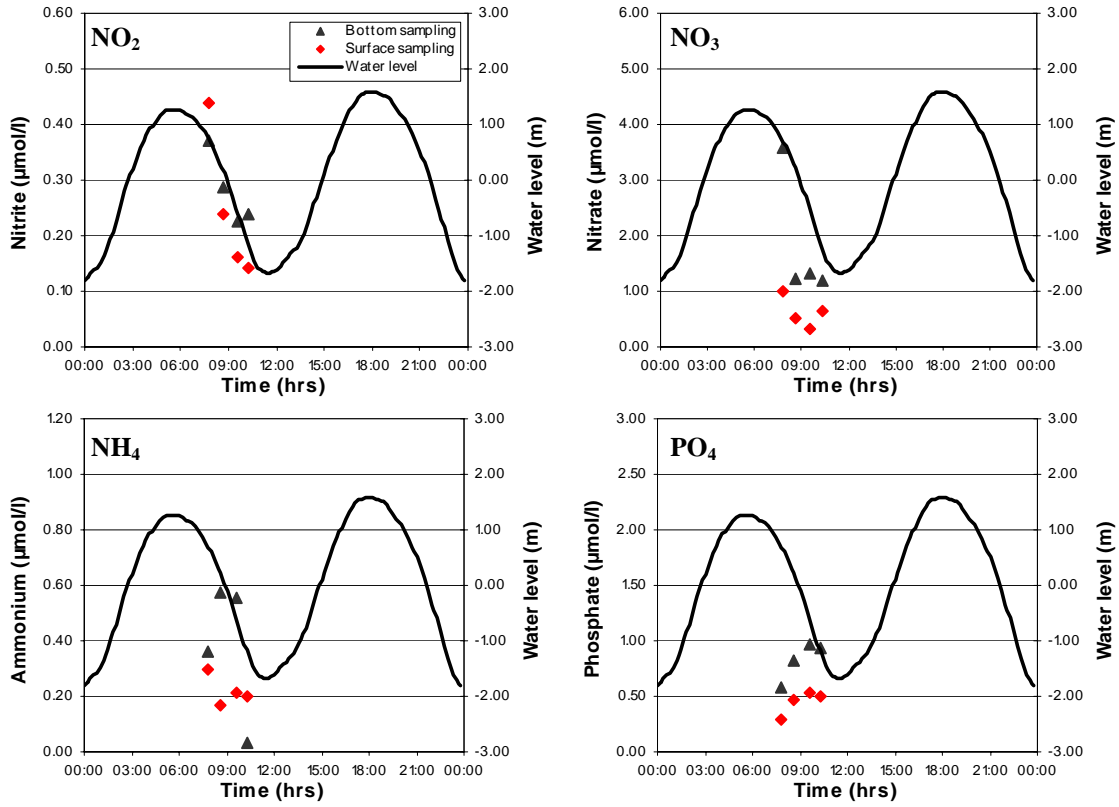 NO2
Bottom sampling
Surface sampling
Water level
0.60
0.50
0.40
0.30
0.20
0.10
0.00
Nitrite (µmol/l)
3.00
2.00
1.00
0.00
-1.00
-2.00
-3.00
Water level (m)
00:00 03:00 06:00 09:00 12:00 15:00 18:00 21:00 00:00
Time (hrs)
NO3
6.00
5.00
4.00
3.00
2.00
1.00
0.00
Nitrate (µmol/l)
3.00
2.00
1.00
0.00
-1.00
-2.00
-3.00
Water level (m)
00:00 03:00 06:00 09:00 12:00 15:00 18:00 21:00 00:00
Time (hrs)
NH4
1.20
1.00
0.80
0.60
0.40
0.20
0.00
Ammonium (µmol/l)
3.00
2.00
1.00
0.00
-1.00
-2.00
-3.00
Water level (m)
00:00 03:00 06:00 09:00 12:00 15:00 18:00 21:00 00:00
Time (hrs)
PO4
3.00
2.50
2.00
1.50
1.00
0.50
0.00
Phosphate (µmol/l)
3.00
2.00
1.00
0.00
-1.00
-2.00
-3.00
Water level (m)
00:00 03:00 06:00 09:00 12:00 15:00 18:00 21:00 00:00
Time (hrs)